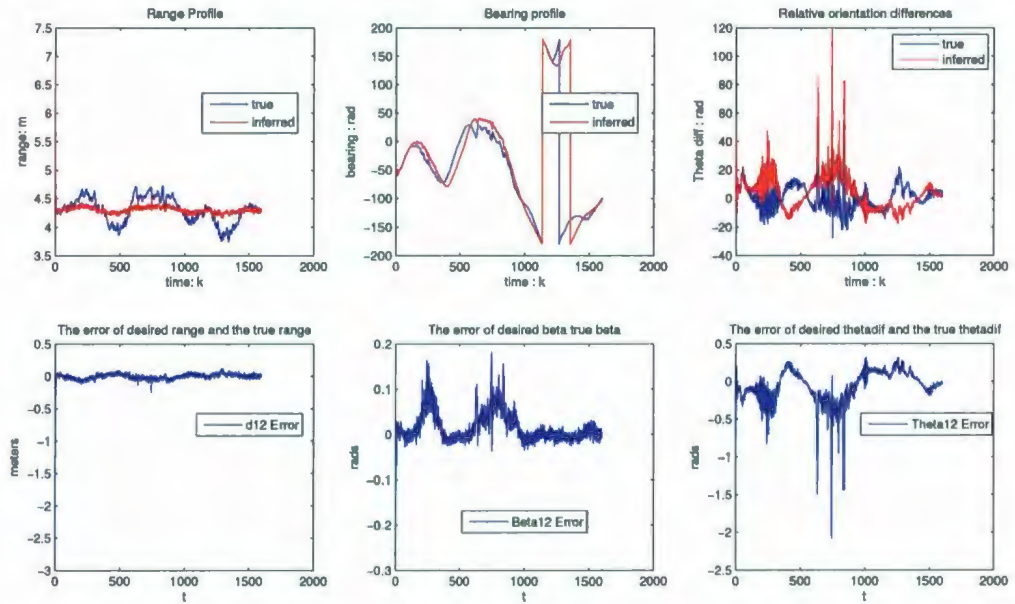 Range Profile
7.5
7
6.5
6
5.5
5
4.5
4
3.5
range: m
true
inferred
0
500
1000
1500
2000
time: k
Bearing profile
200
150
100
50
0
−50
−100
−150
−200
bearing : rad
true
inferred
0
500
1000
1500
2000
time : k
Relative orientation differences
120
100
80
60
40
20
0
−20
−40
Theta diff : rad
true
inferred
0
500
1000
1500
2000
time : k
The error of desired range and the true range
0.5
0
−0.5
−1
−1.5
−2
−2.5
−3
meters
d12 Error
0
500
1000
1500
2000
t
The error of desired beta true beta
0.2
0.1
0
−0.1
−0.2
−0.3
rads
Beta12 Error
0
500
1000
1500
2000
t
The error of desired thetadif and the true thetadif
0.5
0
−0.5
−1
−1.5
−2
−2.5
rads
Theta12 Error
0
500
1000
1500
2000
t